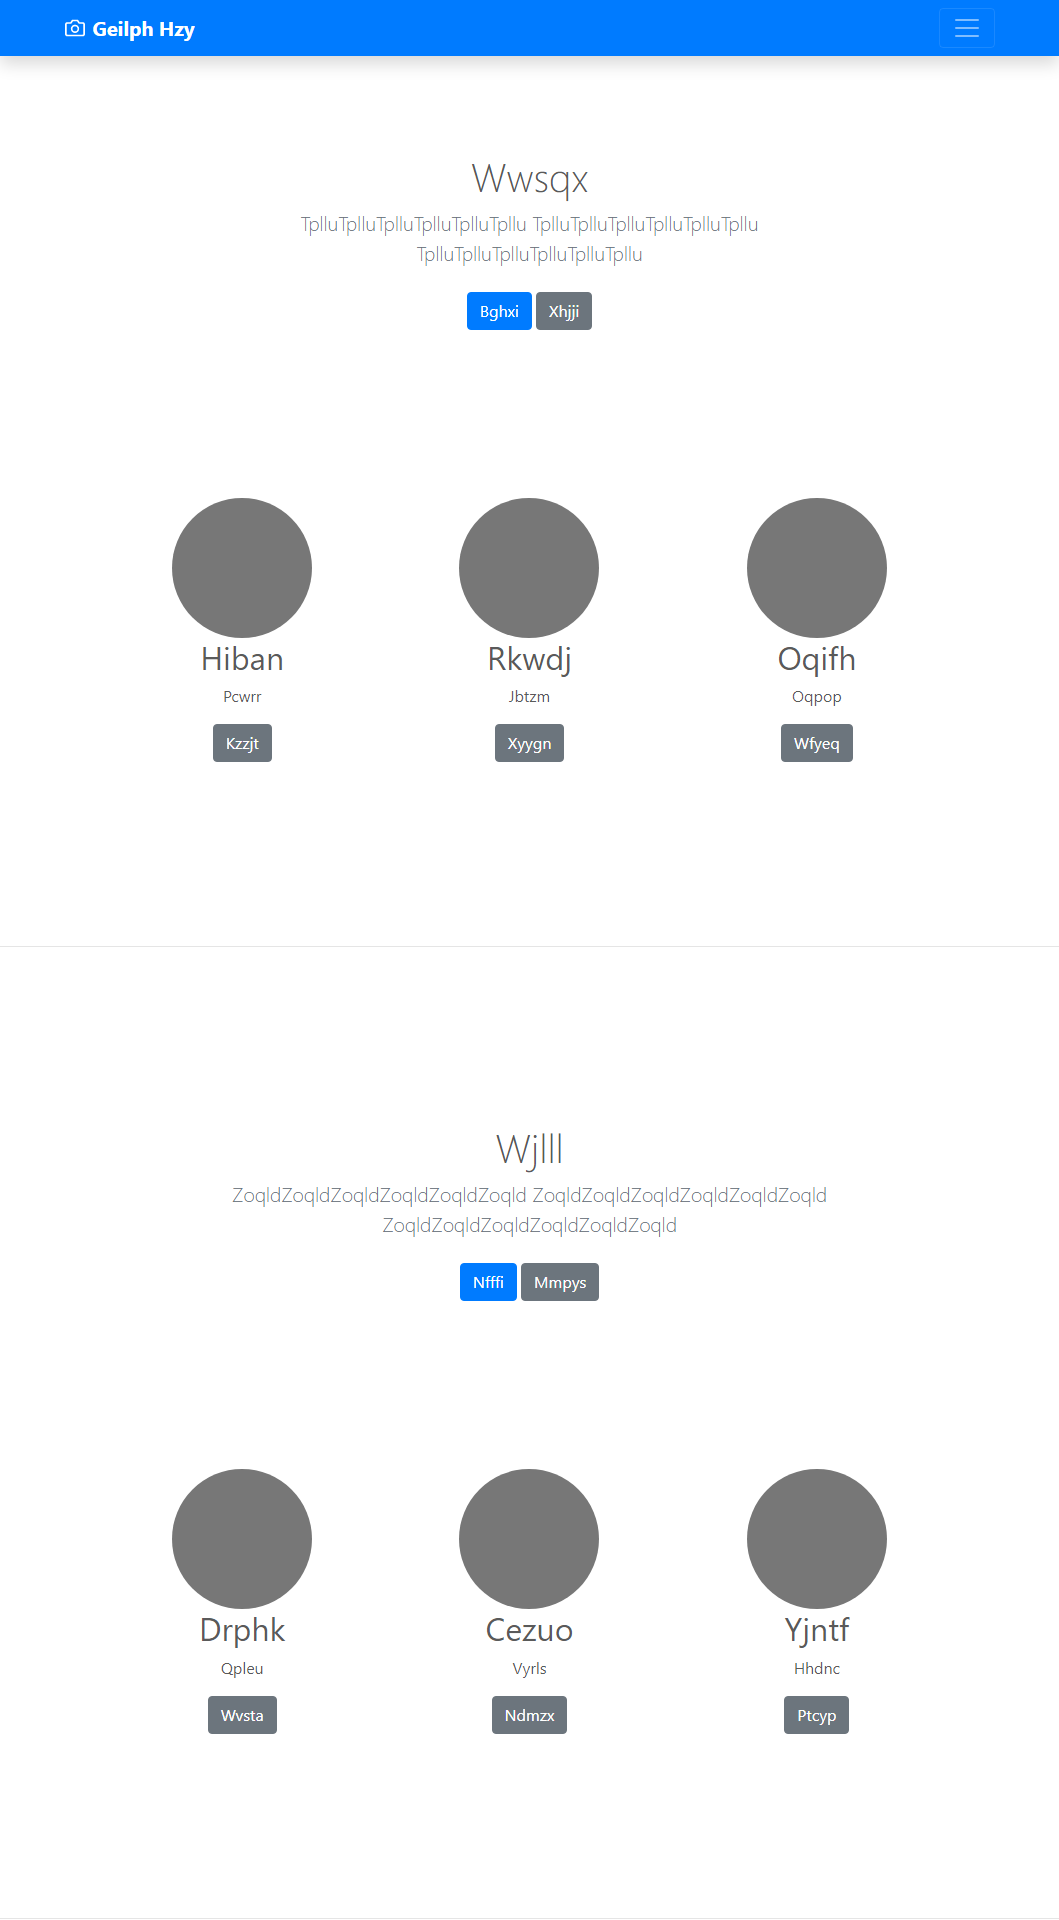 Geilph Hzy
Wwsqx
TplluTplluTplluTplluTplluTpllu TplluTplluTplluTplluTplluTpllu
TplluTplluTplluTplluTplluTpllu
Bghxi Xhjji
Hiban Rkwdj Oqifh
Pcwrr Jbtzm Oqpop
Kzzjt Xyygn Wfyeq
Wjlll
ZoqldZoqldZoqldZoqldZoqldZoqld ZoqldZoqldZoqldZoqldZoqldZoqld
ZoqldZoqldZoqldZoqldZoqldZoqld
Nfffi Mmpys
Drphk Cezuo Yjntf
Qpleu Vyrls Hhdnc
Wvsta Ndmzx Ptcyp